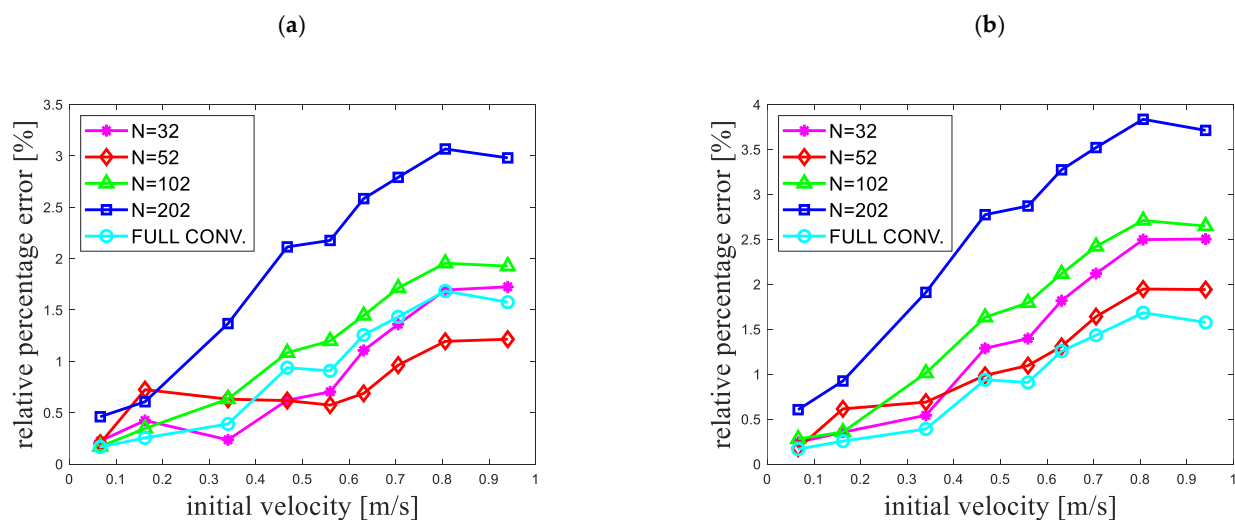 (a)
3.5
3
2.5
2
1.5
1
0.5
0
0 0.1 0.2 0.3 0.4 0.5 0.6 0.7 0.8 0.9 1
relative percentage error [%]
initial velocity [m/s]
N=32
N=52
N=102
N=202
FULL CONV.
(b)
4
3.5
3
2.5
2
1.5
1
0.5
0
0 0.1 0.2 0.3 0.4 0.5 0.6 0.7 0.8 0.9 1
relative percentage error [%]
initial velocity [m/s]
N=32
N=52
N=102
N=202
FULL CONV.